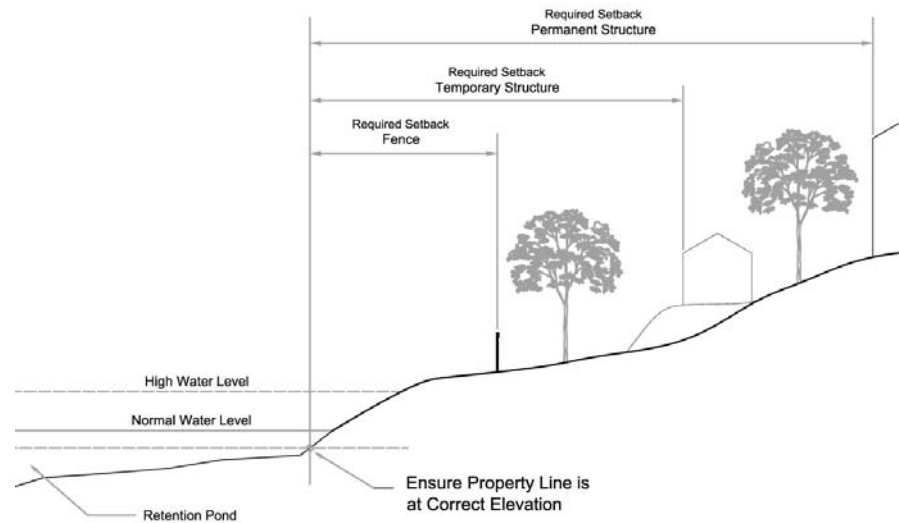 Required Setback
Permanent Structure
Required Setback
Temporary Structure
Required Setback
Fence
High Water Level
Normal Water Level
Ensure Property Line is
at Correct Elevation
Retention Pond